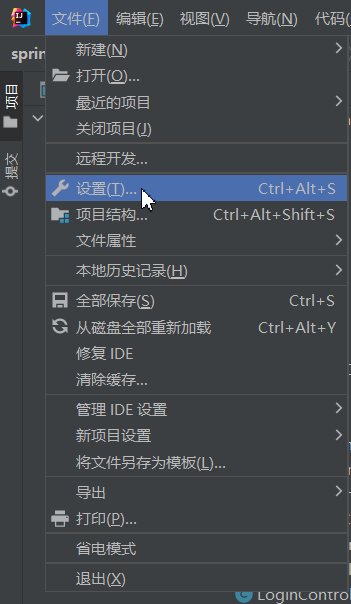 文件(F) 编辑(E) 视图(V) 导航(N) 代码(
sprin
项目
提交
新建(N)
打开(O)...
最近的项目
关闭项目(J)
远程开发...
设置(T)... Ctrl+Alt+S
项目结构... Ctrl+Alt+Shift+S
文件属性
本地历史记录(H)
全部保存(S) Ctrl+S
从磁盘全部重新加载 Ctrl+Alt+Y
修复 IDE
清除缓存...
管理 IDE 设置
新项目设置
将文件另存为模板(L)...
导出
打印(P)...
省电模式
退出(X)
LoginControl